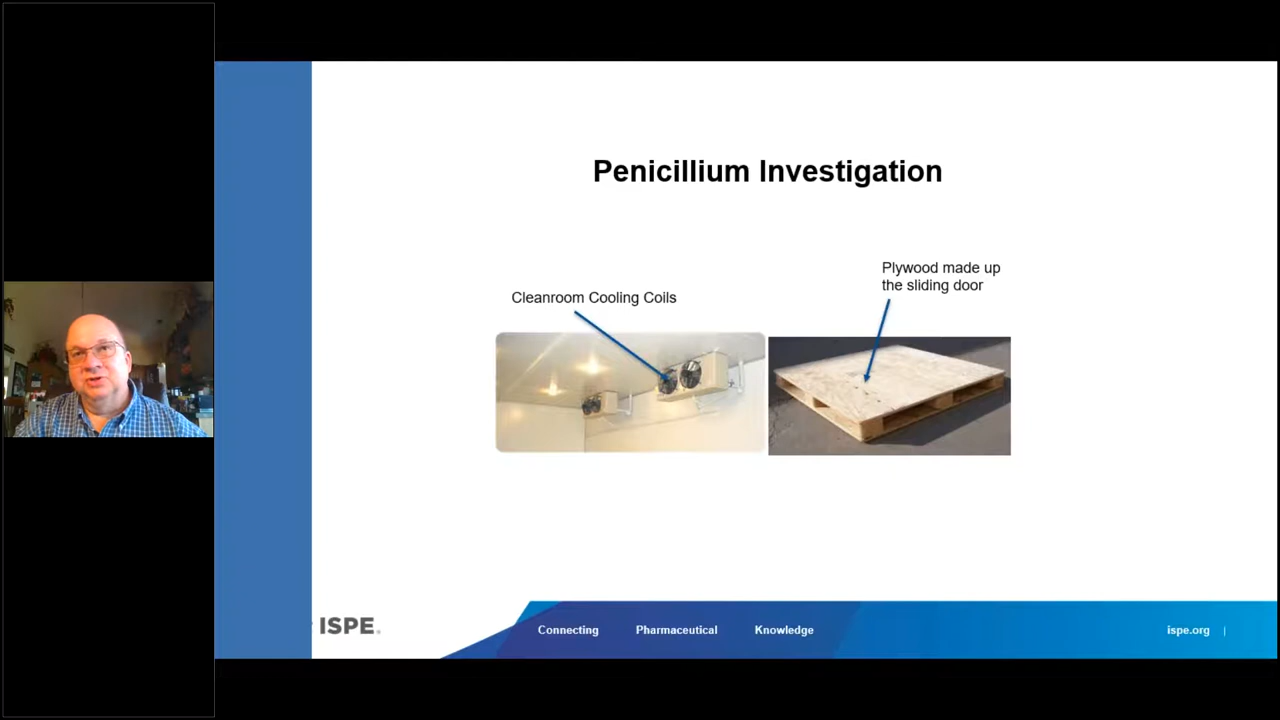 Penicillium Investigation
Plywood made up
the sliding door
Cleanroom Cooling Coils
ISPE.
Connecting
Pharmaceutical
Knowledge
ispe.org |